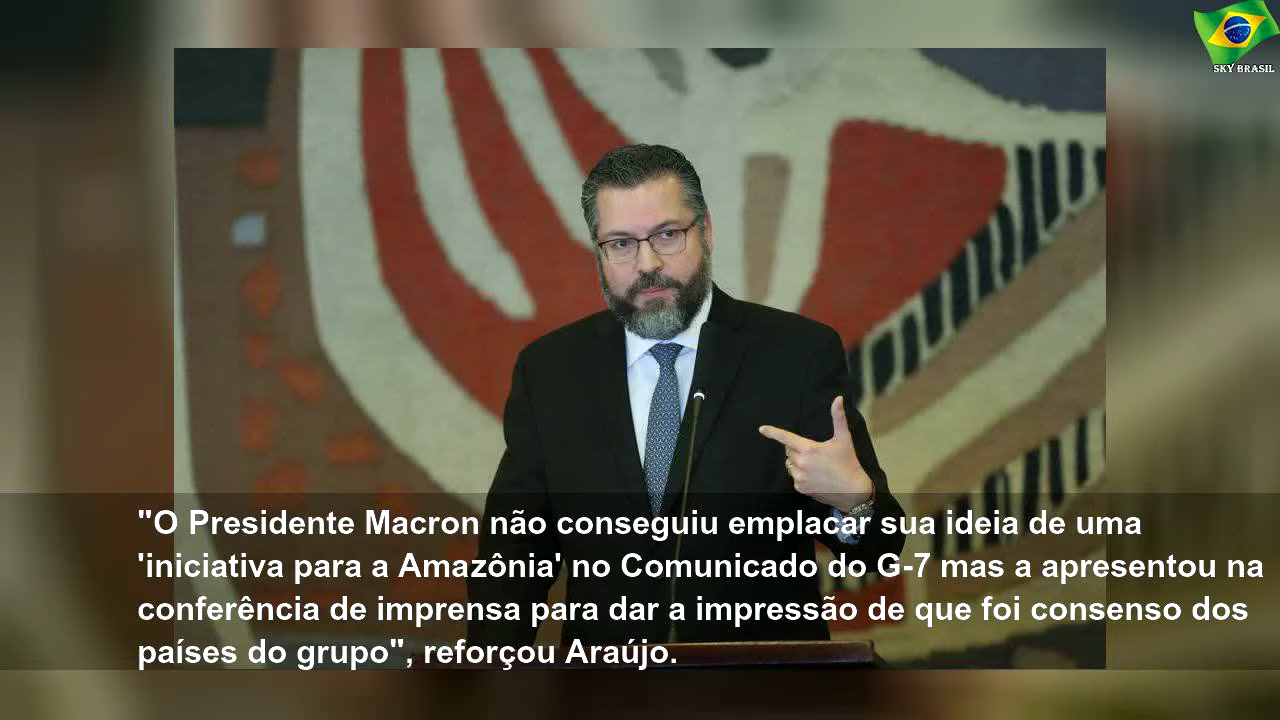 SKY BRASIL
"O Presidente Macron não conseguiu emplacar sua ideia de uma
'iniciativa para a Amazônia' no Comunicado do G-7 mas a apresentou na
conferência de imprensa para dar a impressão de que foi consenso dos
países do grupo", reforçou Araújo.